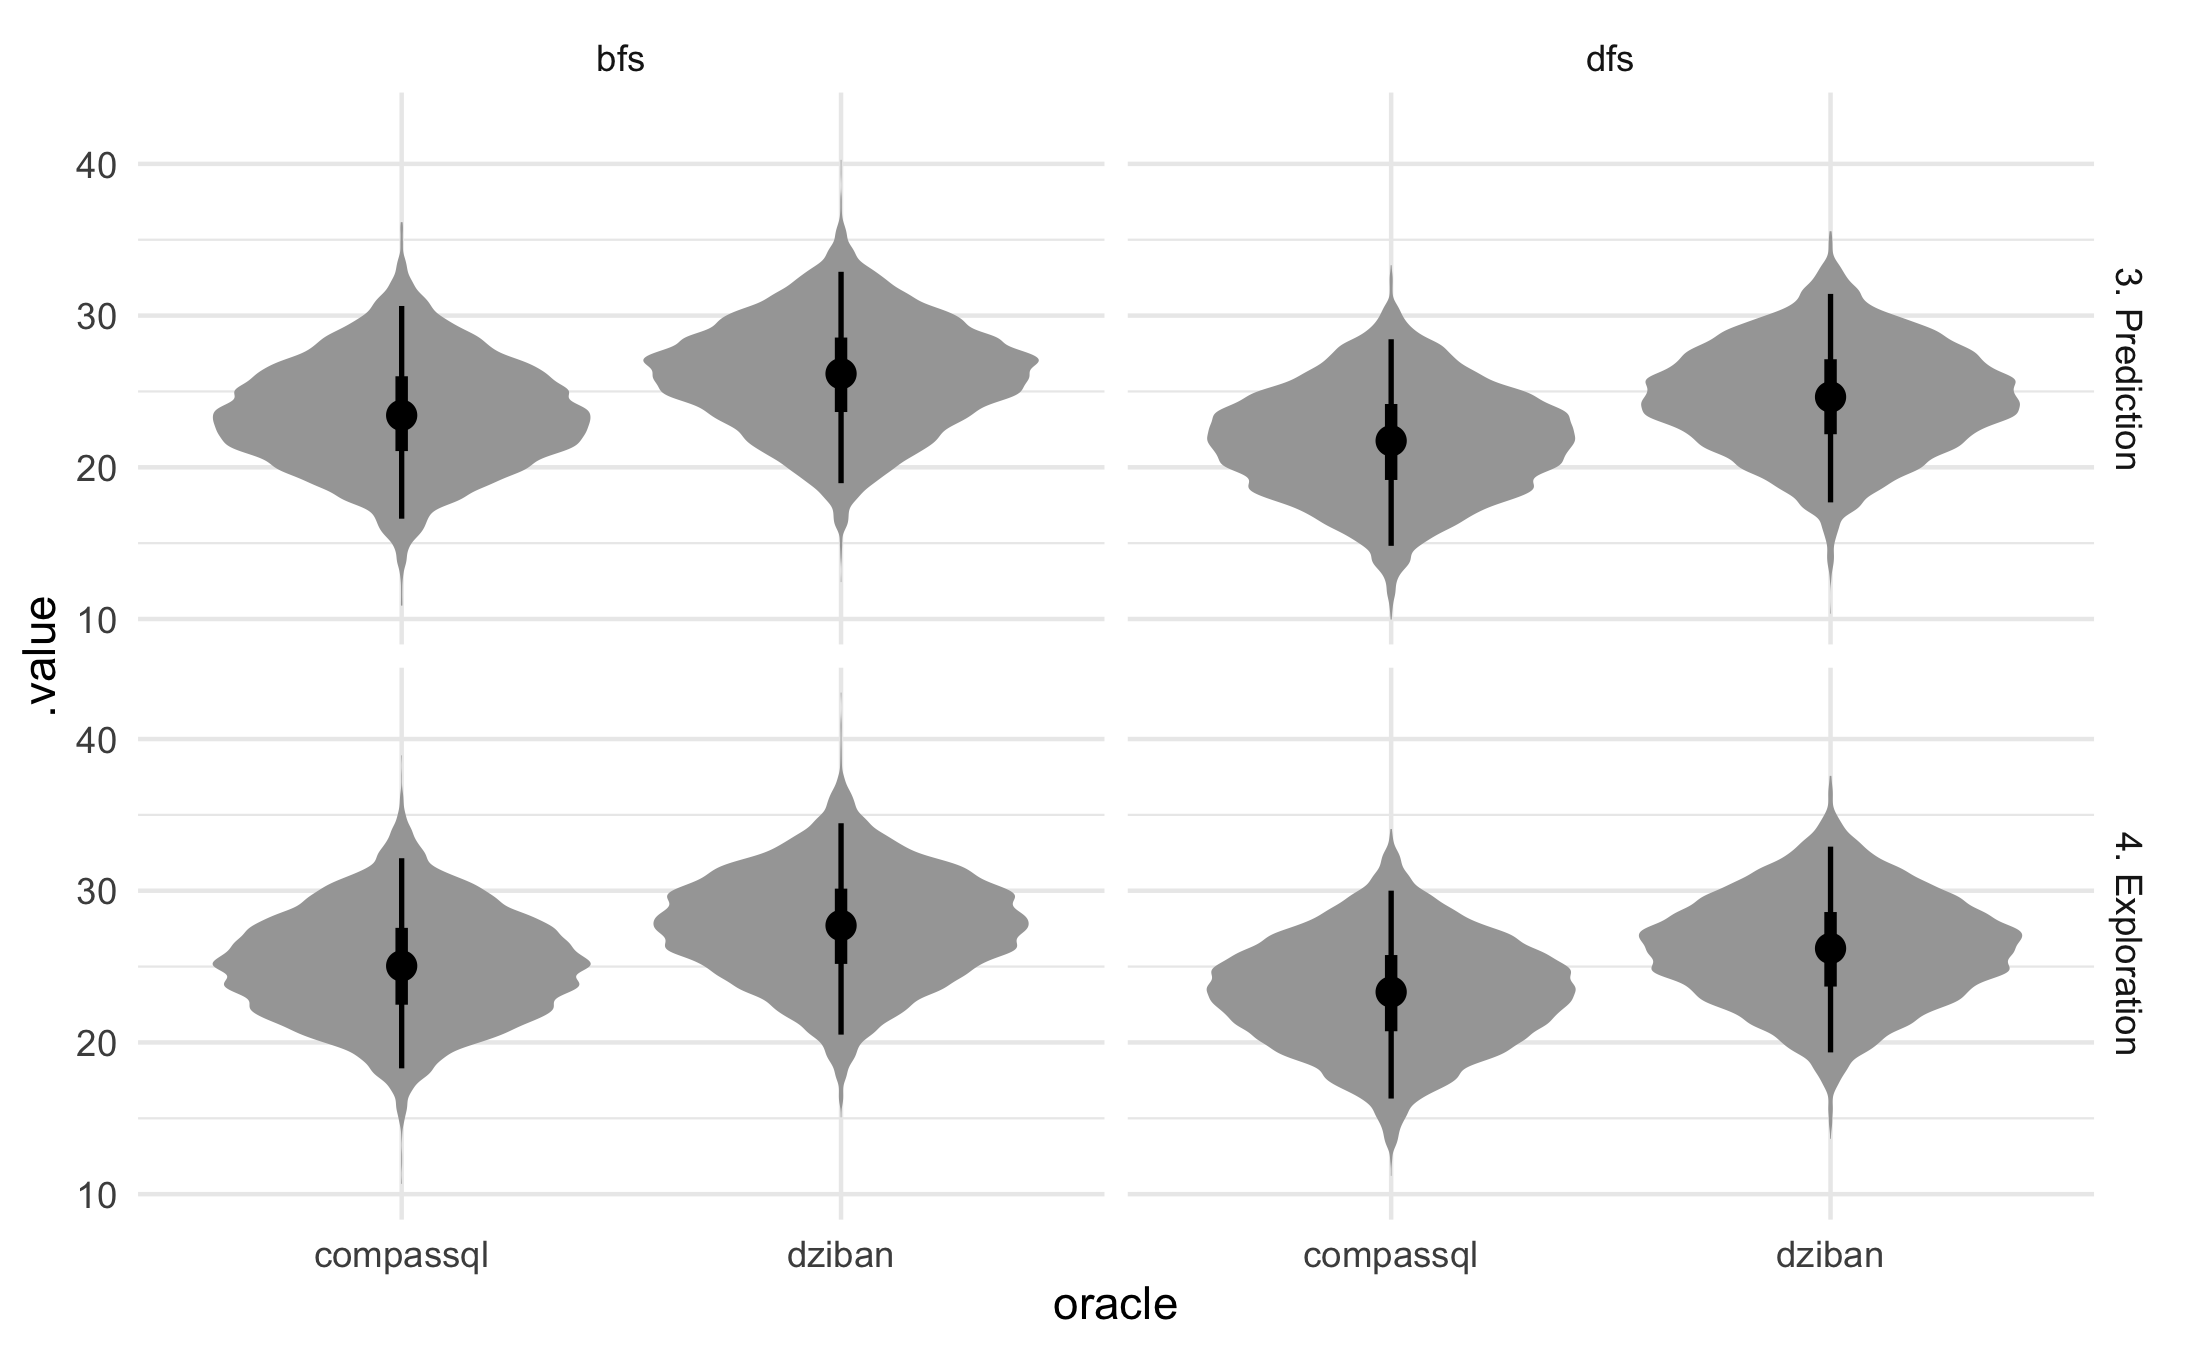 bfs
dfs
40
30
20
10
3. Prediction
.value
40
30
20
10
4. Exploration
compassql
dziban
compassql
dziban
oracle